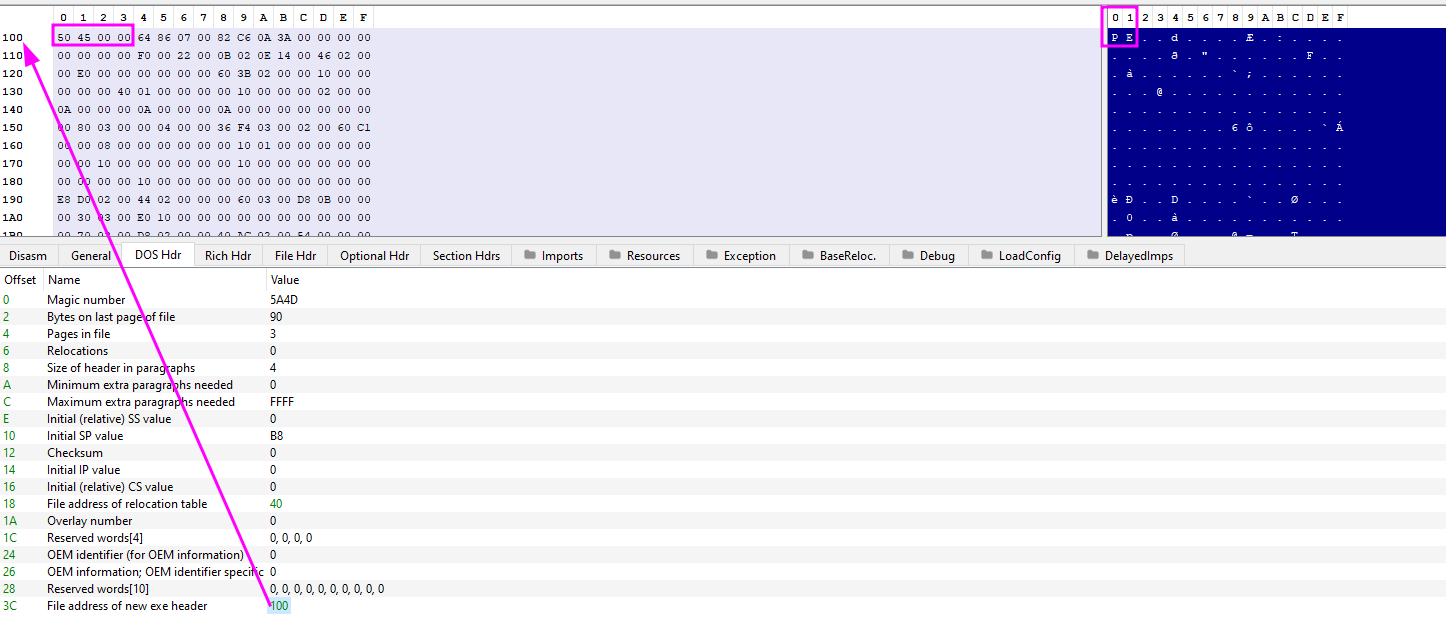 0 1 2 3 4 5 6 7 8 9 A B C D E F 0 1 2 3 4 5 6 7 8 9 A B C D E F
100 50 45 00 00 64 86 07 00 82 C6 0A 3A 00 00 00 00 P E . . d . . . . Æ . : . . . .
110 00 00 00 00 F0 00 22 00 0B 02 0E 14 00 46 02 00 . . . . ð . " . . . . . . F . .
120 00 E0 00 00 00 00 00 00 60 3B 02 00 00 10 00 00 . à . . . . . . ` ; . . . . . .
130 00 00 00 40 01 00 00 00 00 10 00 00 00 02 00 00 . . . @ . . . . . . . . . . . .
140 0A 00 00 00 0A 00 00 00 0A 00 00 00 00 00 00 00 . . . . . . . . . . . . . . . .
150 00 80 03 00 00 04 00 00 36 F4 03 00 02 00 60 C1 . . . . . . . . 6 ô . . . . ` Á
160 00 00 08 00 00 00 00 00 00 10 01 00 00 00 00 00 . . . . . . . . . . . . . . . .
170 00 00 10 00 00 00 00 00 00 10 00 00 00 00 00 00 . . . . . . . . . . . . . . . .
180 00 00 00 00 10 00 00 00 00 00 00 00 00 00 00 00 . . . . . . . . . . . . . . . .
190 E8 D0 02 00 44 02 00 00 00 60 03 00 D8 0B 00 00 è Ð . . D . . . . ` . . Ø . . .
1A0 00 30 03 00 E0 10 00 00 00 00 00 00 00 00 00 00 . 0 . . à . . . . . . . . . . .
Disasm General DOS Hdr Rich Hdr File Hdr Optional Hdr Section Hdrs Imports Resources Exception BaseReloc. Debug LoadConfig DelayedImps
Offset Name Value
0 Magic number 5A4D
2 Bytes on last page of file 90
4 Pages in file 3
6 Relocations 0
8 Size of header in paragraphs 4
A Minimum extra paragraphs needed 0
C Maximum extra paragraphs needed FFFF
E Initial (relative) SS value 0
10 Initial SP value B8
12 Checksum 0
14 Initial IP value 0
16 Initial (relative) CS value 0
18 File address of relocation table 40
1A Overlay number 0
1C Reserved words[4] 0, 0, 0, 0
24 OEM identifier (for OEM information) 0
26 OEM information; OEM identifier specific 0
28 Reserved words[10] 0, 0, 0, 0, 0, 0, 0, 0, 0, 0
3C File address of new exe header 100